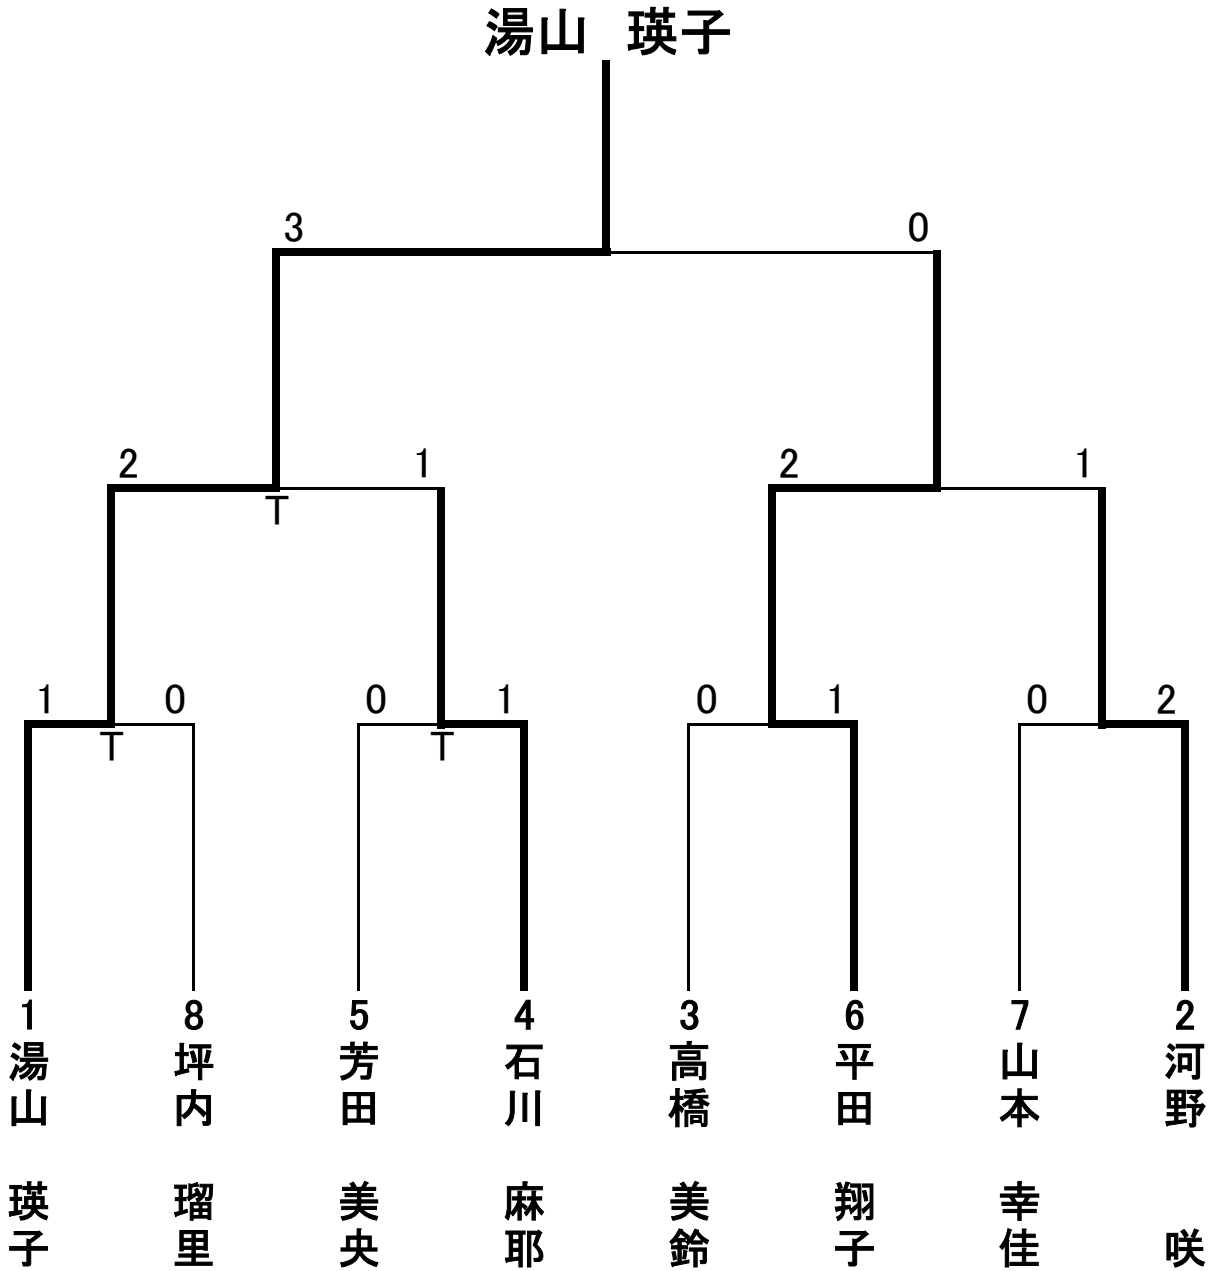 湯山　瑛子
3 0
2 1 2 1
T
1 0 0 1 0 1 0 2
T T
1 8 5 4 3 6 7 2
湯山　瑛子
坪内　瑠里
芳田　美央
石川　麻耶
高橋　美鈴
平田　翔子
山本　幸佳
河野　咲